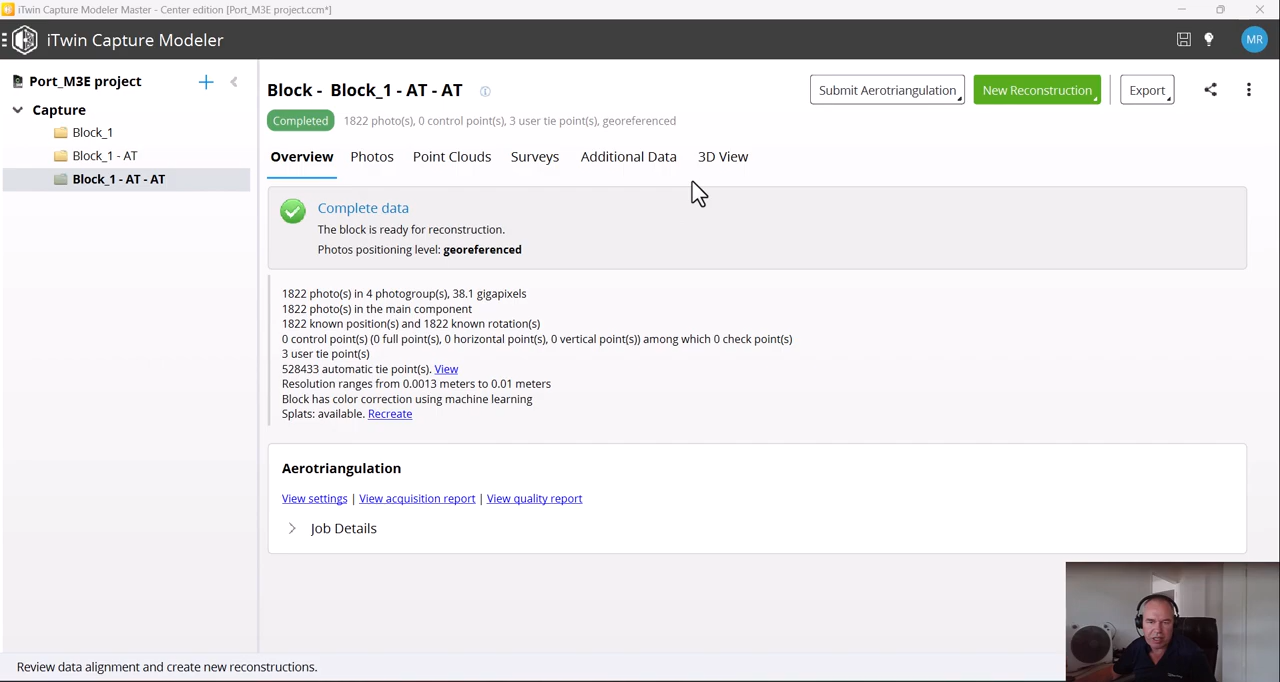 iTwin Capture Modeler Master - Center edition [Port_M3E project.ccm*]
iTwin Capture Modeler
MR
Port_M3E project
Capture
Block_1
Block_1 - AT
Block_1 - AT - AT
Block - Block_1 - AT - AT
Submit Aerotriangulation
New Reconstruction
Export
Completed
1822 photo(s), 0 control point(s), 3 user tie point(s), georeferenced
Overview
Photos
Point Clouds
Surveys
Additional Data
3D View
Complete data
The block is ready for reconstruction.
Photos positioning level: georeferenced
1822 photo(s) in 4 photogroup(s), 38.1 gigapixels
1822 photo(s) in the main component
1822 known position(s) and 1822 known rotation(s)
0 control point(s) (0 full point(s), 0 horizontal point(s), 0 vertical point(s)) among which 0 check point(s)
3 user tie point(s)
528433 automatic tie point(s). View
Resolution ranges from 0.0013 meters to 0.01 meters
Block has color correction using machine learning
Splats: available. Recreate
Aerotriangulation
View settings | View acquisition report | View quality report
Job Details
Review data alignment and create new reconstructions.